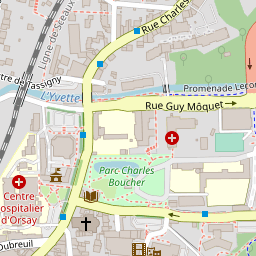 Rue Charles
Ligne de Sceaux
tre de Tassigny
L'Yvette
Promenade Leror
Rue Guy Môquet
Parc Charles
Boucher
Centre
Hospitalier
d'Orsay
Dubreuil